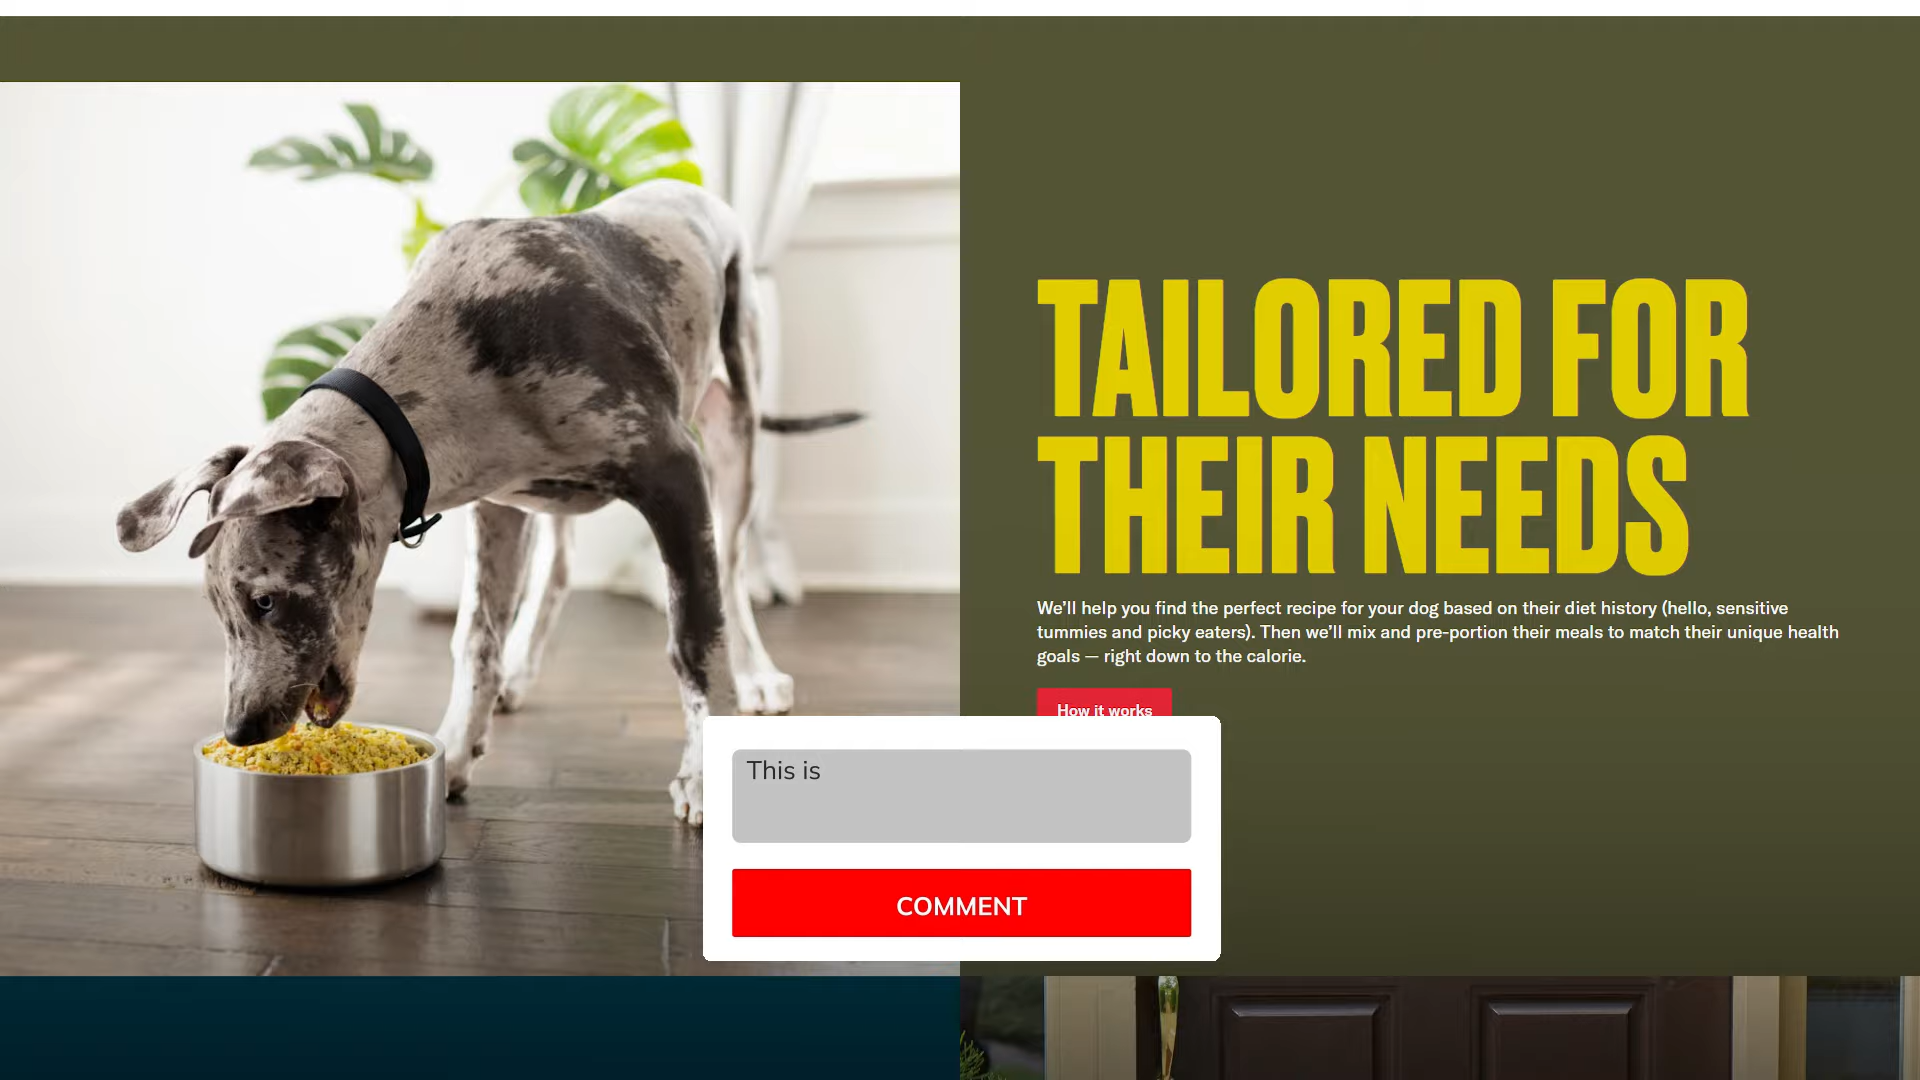 TAILORED FOR
THEIR NEEDS
We'll help you find the perfect recipe for your dog based on their diet history (hello, sensitive
tummies and picky eaters). Then we'll mix and pre-portion their meals to match their unique health
goals — right down to the calorie.
How it works
This is
COMMENT